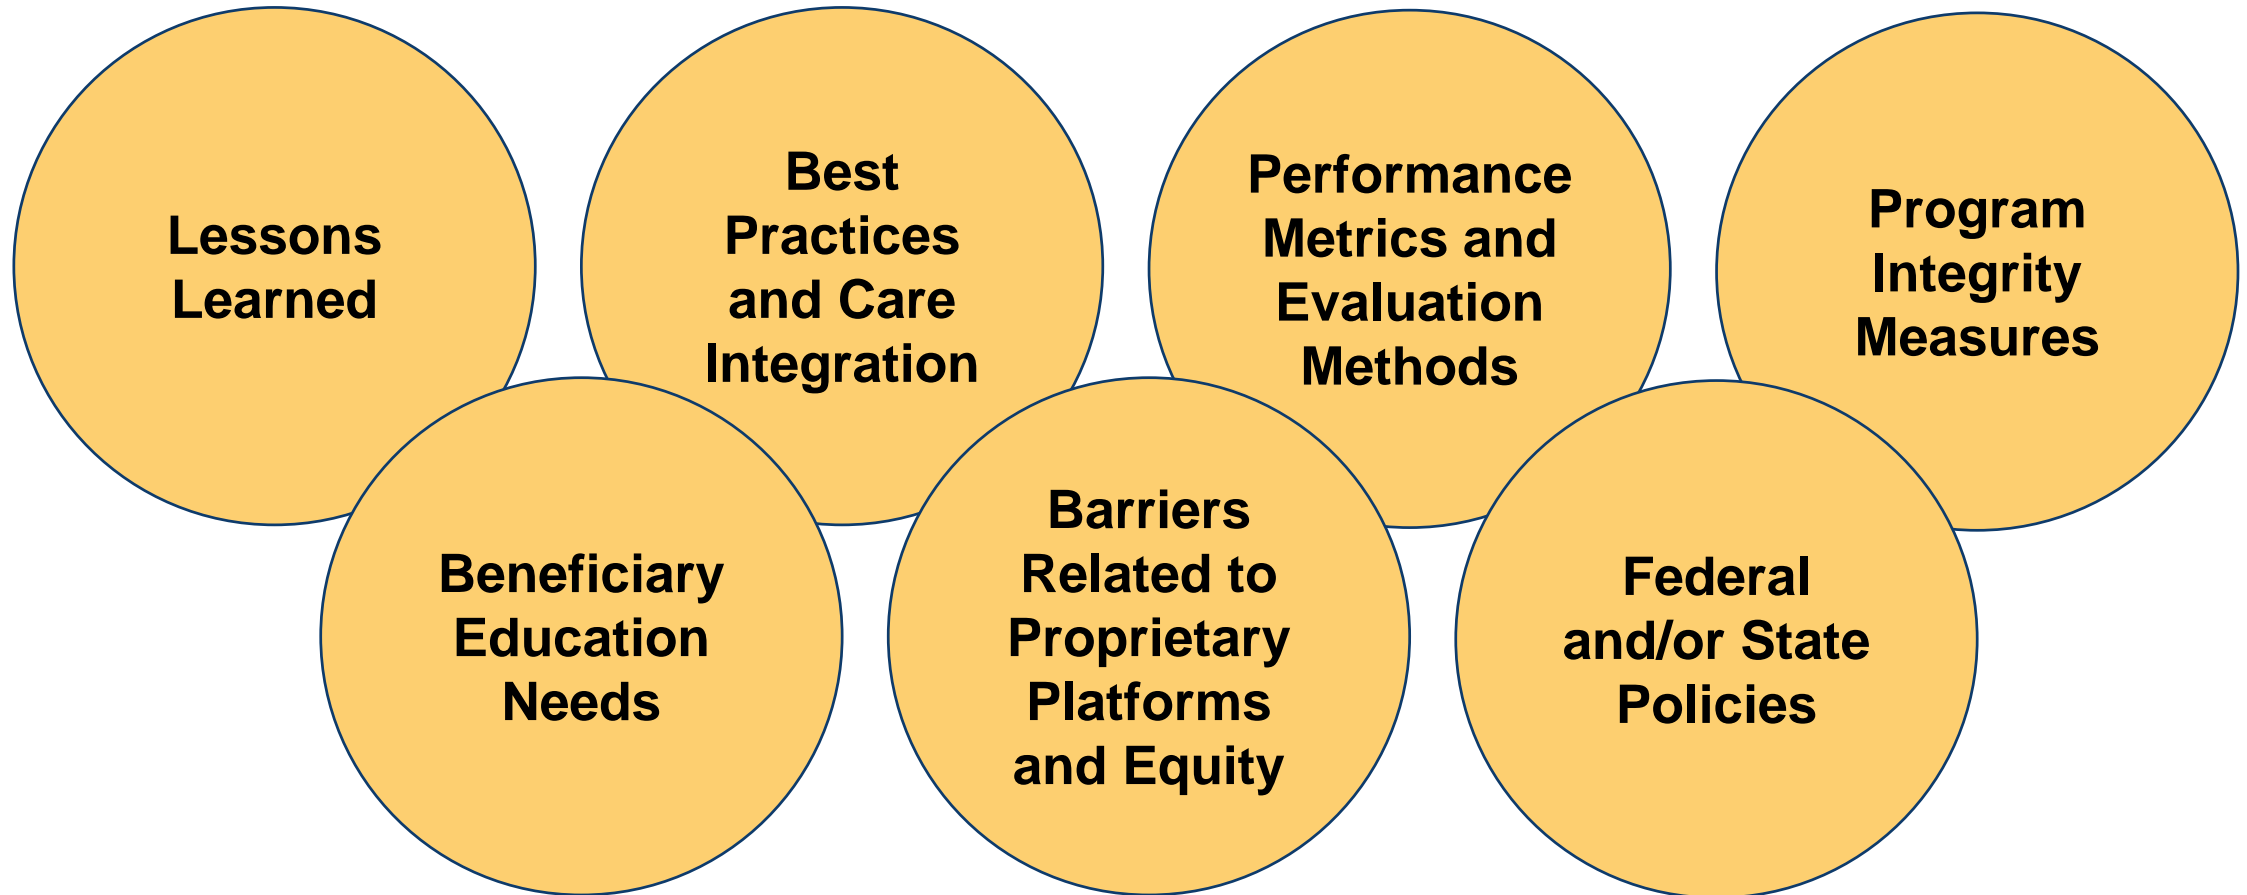 Lessons
Learned
Best
Practices
and Care
Integration
Performance
Metrics and
Evaluation
Methods
Program
Integrity
Measures
Beneficiary
Education
Needs
Barriers
Related to
Proprietary
Platforms
and Equity
Federal
and/or State
Policies